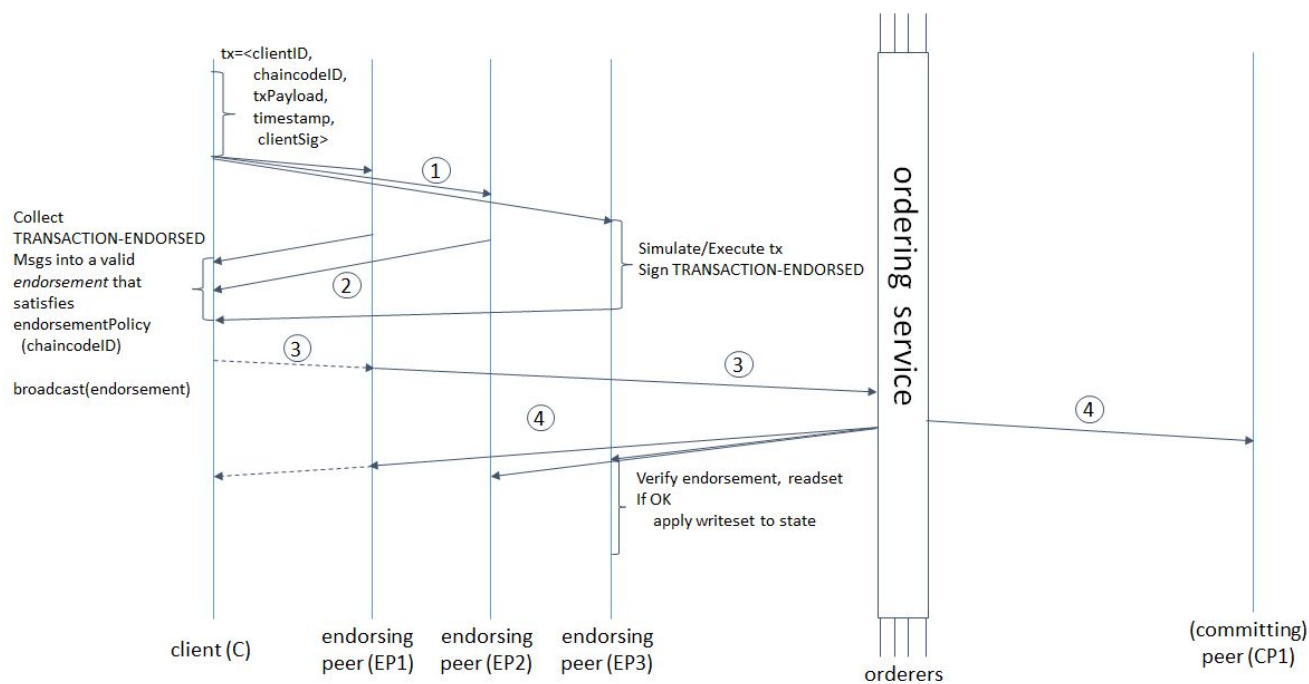 tx=<clientID,
chaincodeID,
txPayload,
timestamp,
clientSig>
1
Collect
TRANSACTION-ENDORSED
Msgs into a valid
endorsement that
satisfies
endorsementPolicy
(chaincodeID)
2
Simulate/Execute tx
Sign TRANSACTION-ENDORSED
ordering service
3
3
broadcast(endorsement)
4
4
Verify endorsement, readset
If OK
apply writeset to state
client (C)
endorsing
peer (EP1)
endorsing
peer (EP2)
endorsing
peer (EP3)
orderers
(committing)
peer (CP1)